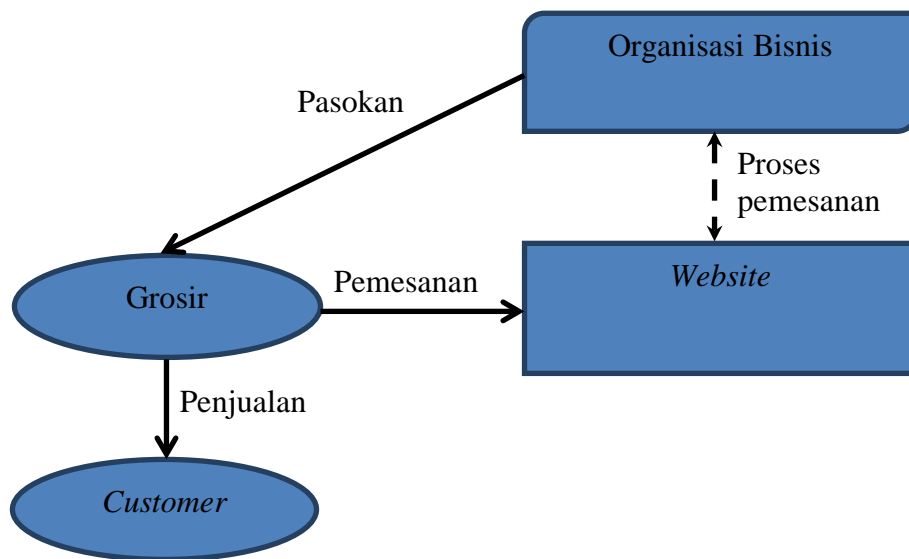 Organisasi Bisnis
Pasokan
Proses
pemesanan
Grosir
Pemesanan
Website
Penjualan
Customer